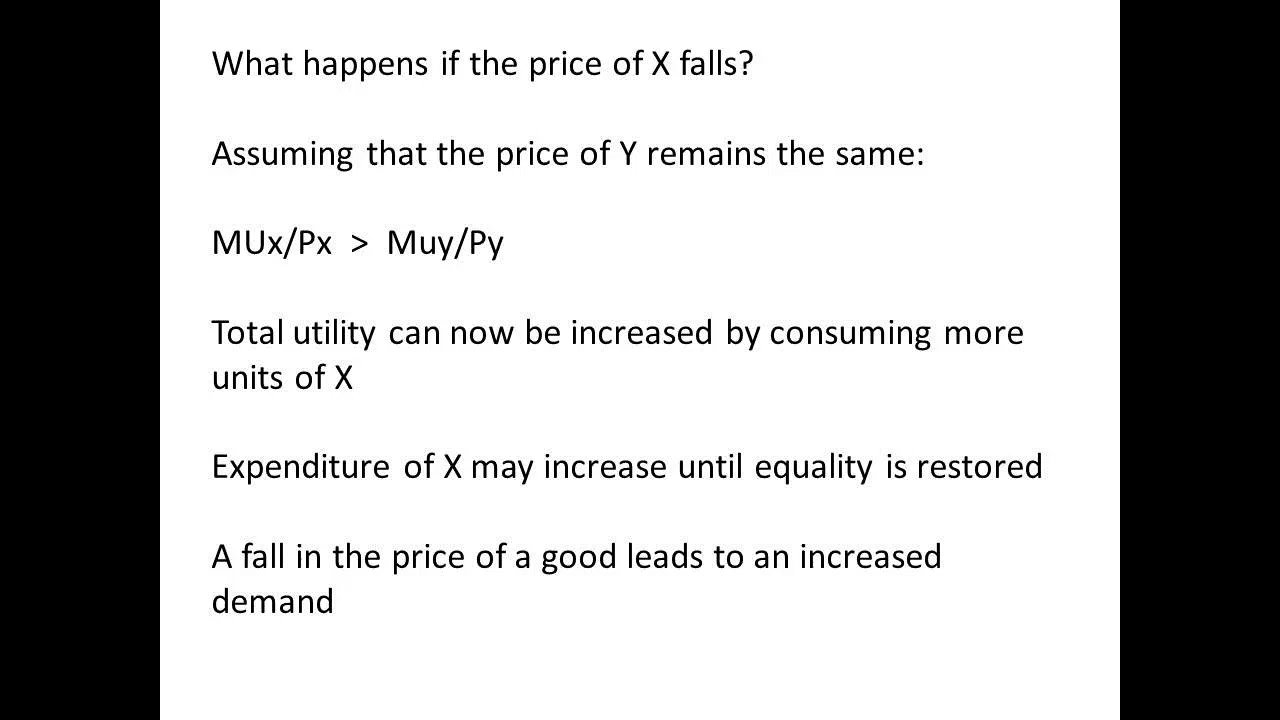 What happens if the price of X falls?
Assuming that the price of Y remains the same:
MUx/Px > Muy/Py
Total utility can now be increased by consuming more
units of X
Expenditure of X may increase until equality is restored
A fall in the price of a good leads to an increased
demand